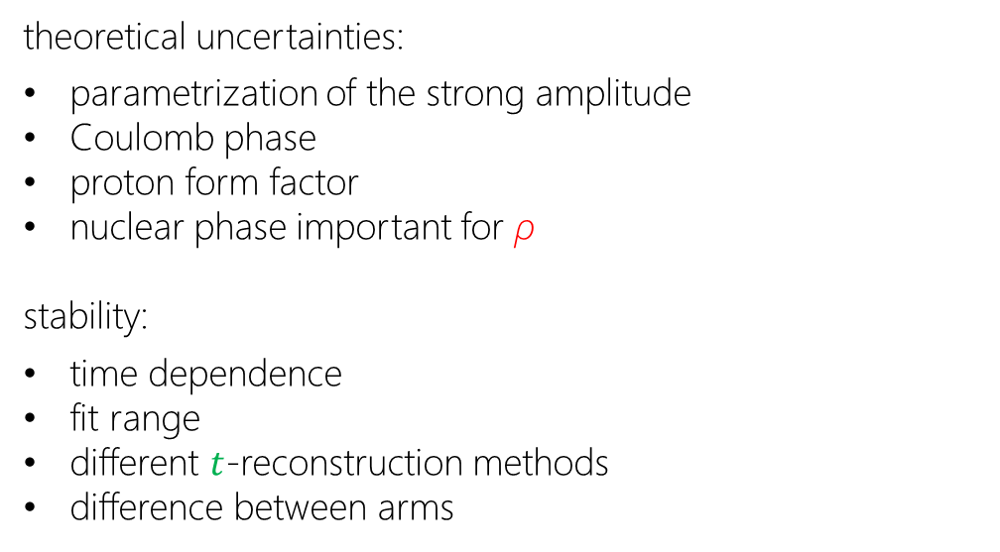 theoretical uncertainties:
• parametrization of the strong amplitude
• Coulomb phase
• proton form factor
• nuclear phase important for ρ
stability:
• time dependence
• fit range
• different t-reconstruction methods
• difference between arms